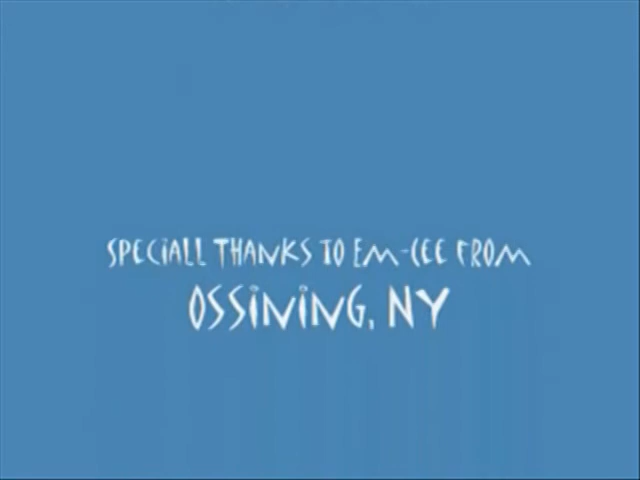 SPECIALL THANKS TO EM-CEE FROM
OSSINING, NY